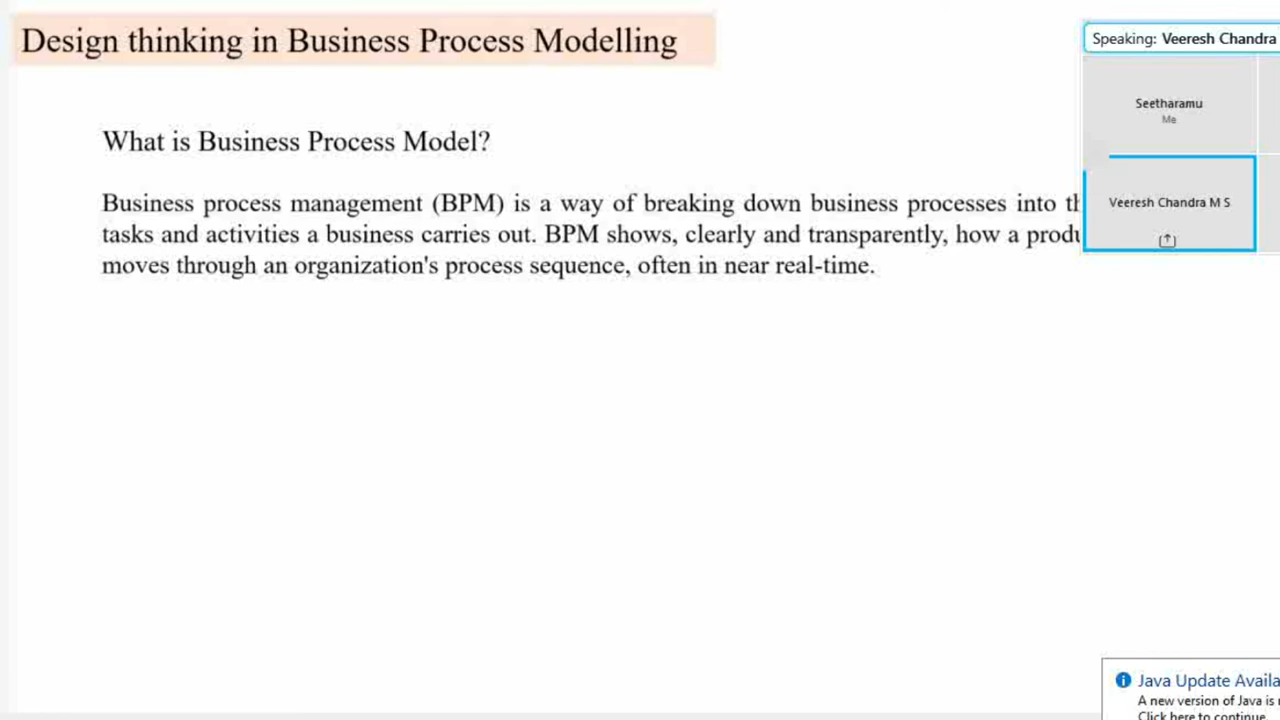 Design thinking in Business Process Modelling
What is Business Process Model?
Business process management (BPM) is a way of breaking down business processes into
tasks and activities a business carries out. BPM shows, clearly and transparently, how a
moves through an organization's process sequence, often in near real-time.
Speaking: Veeresh Chandra
Seetharamu
Me
Veeresh Chandra M S
Java Update
A new version of Java is
Click here to continue